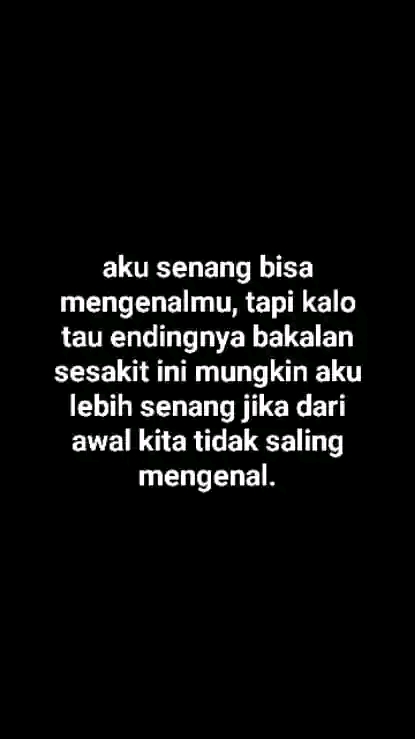 aku senang bisa
mengenalmu, tapi kalo
tau endingnya bakalan
sesakit ini mungkin aku
lebih senang jika dari
awal kita tidak saling
mengenal.